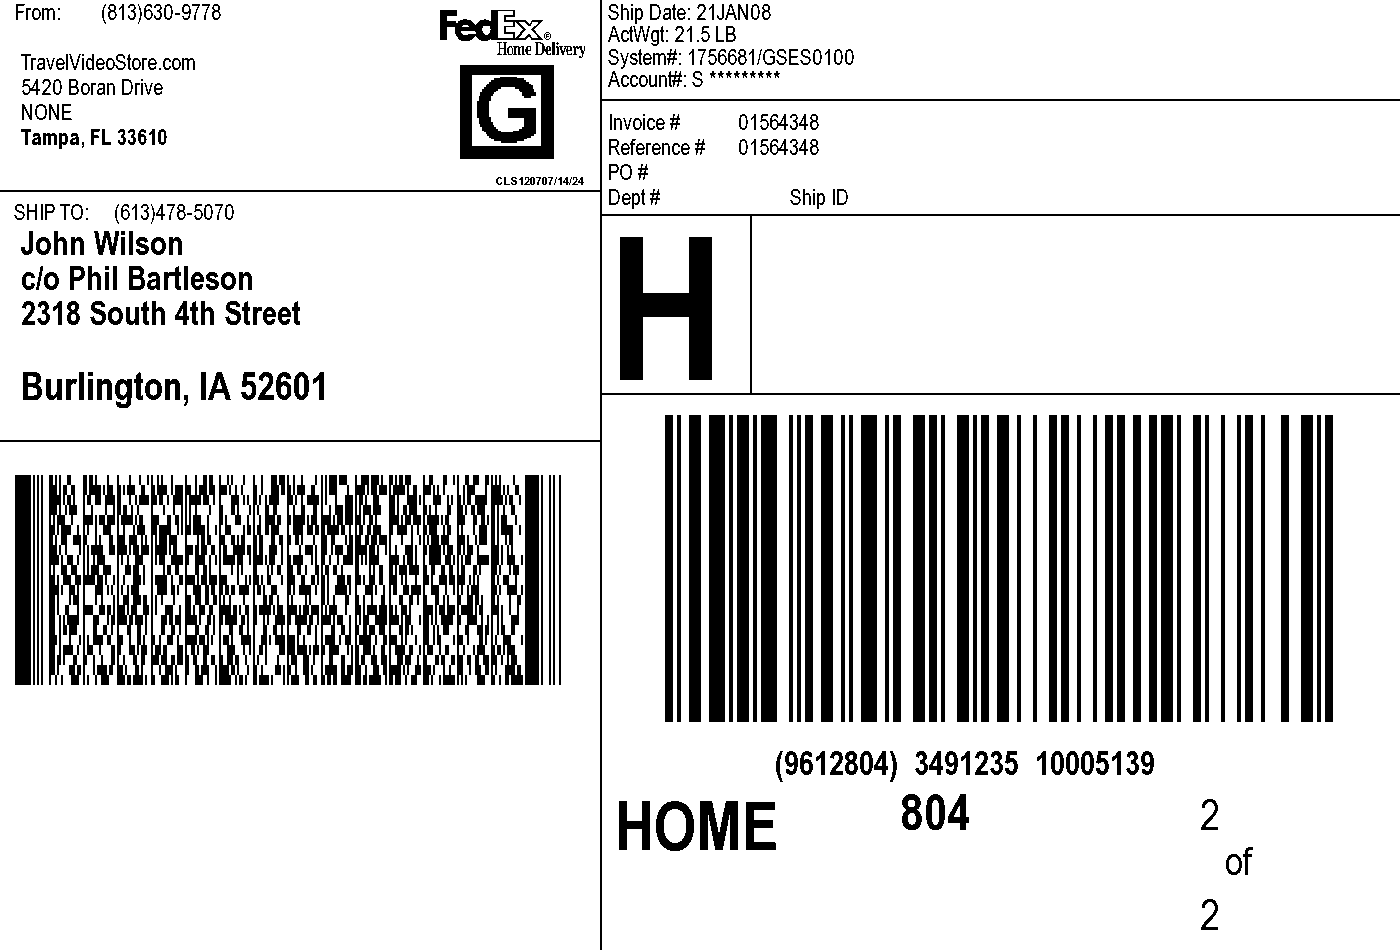 From: (813)630-9778
TravelVideoStore.com
5420 Boran Drive
NONE
Tampa, FL 33610
FedEx®
Home Delivery
G
CLS120707/14/24
Ship Date: 21JAN08
ActWgt: 21.5 LB
System#: 1756681/GSES0100
Account#: S *********
Invoice # 01564348
Reference # 01564348
PO #
Dept # Ship ID
SHIP TO: (613)478-5070
John Wilson
c/o Phil Bartleson
2318 South 4th Street
Burlington, IA 52601
H
(9612804) 3491235 10005139
HOME 804 2
of
2